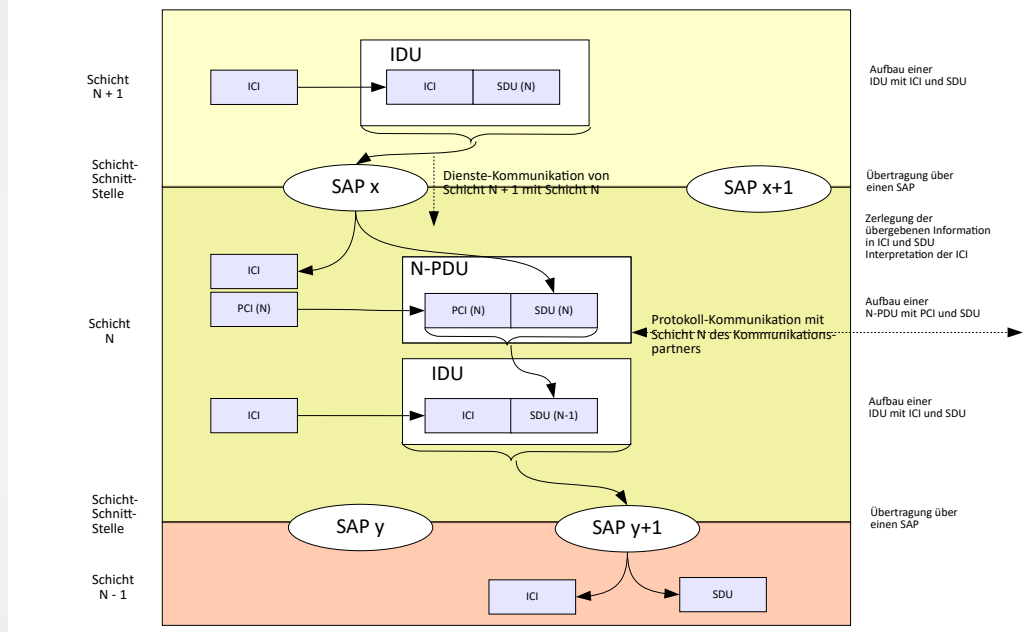 IDU
Schicht
N + 1
ICI
ICI
SDU (N)
Aufbau einer
IDU mit ICI und SDU
Schicht-
Schnitt-
Stelle
SAP x
Dienste-Kommunikation von
Schicht N + 1 mit Schicht N
SAP x+1
Übertragung über
einen SAP
Zerlegung der
übergebenen Information
in ICI und SDU
Interpretation der ICI
ICI
N-PDU
PCI (N)
PCI (N)
SDU (N)
Aufbau einer
N-PDU mit PCI und SDU
Schicht
N
Protokoll-Kommunikation mit
Schicht N des Kommunikations-
partners
IDU
ICI
ICI
SDU (N-1)
Aufbau einer
IDU mit ICI und SDU
Schicht-
Schnitt-
Stelle
SAP y
SAP y+1
Übertragung über
einen SAP
Schicht
N - 1
ICI
SDU